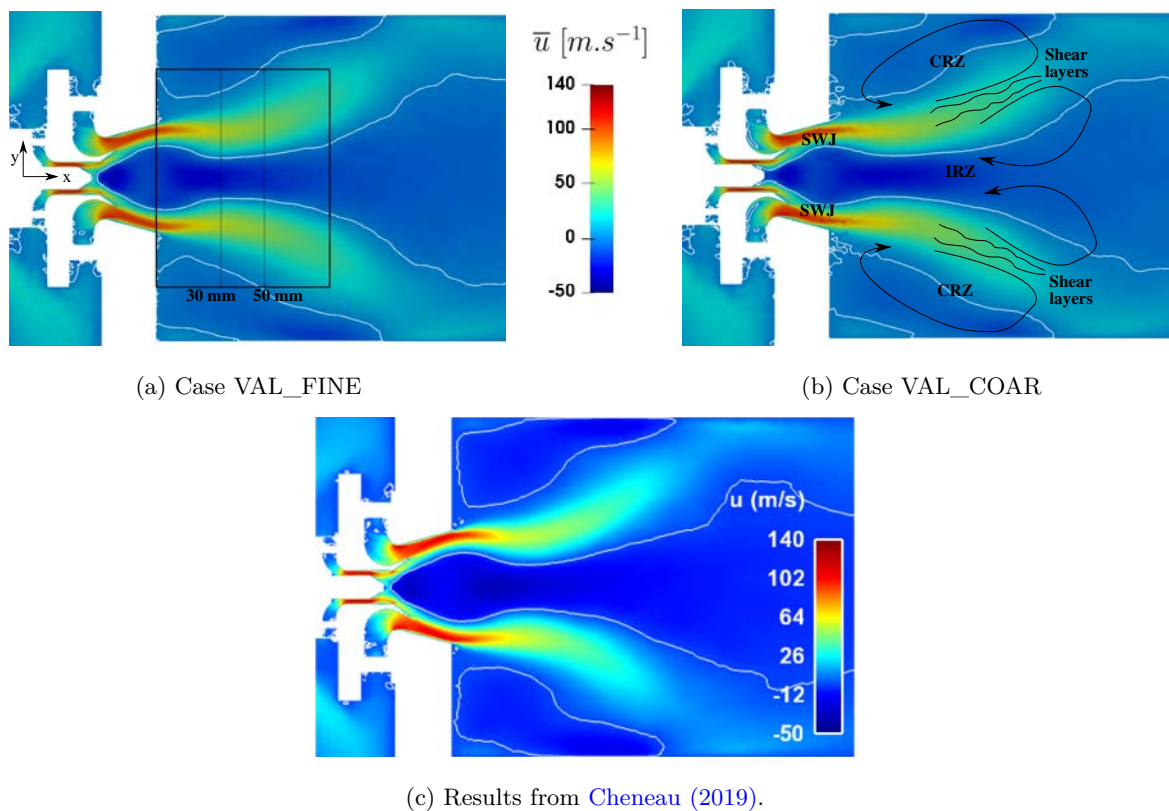 ū [m.s⁻¹]
140
100
50
0
-50
y
x
30 mm
50 mm
CRZ
Shear
layers
SWJ
IRZ
SWJ
CRZ
Shear
layers
(a) Case VAL_FINE
(b) Case VAL_COAR
u (m/s)
140
102
64
26
-12
-50
(c) Results from Cheneau (2019).